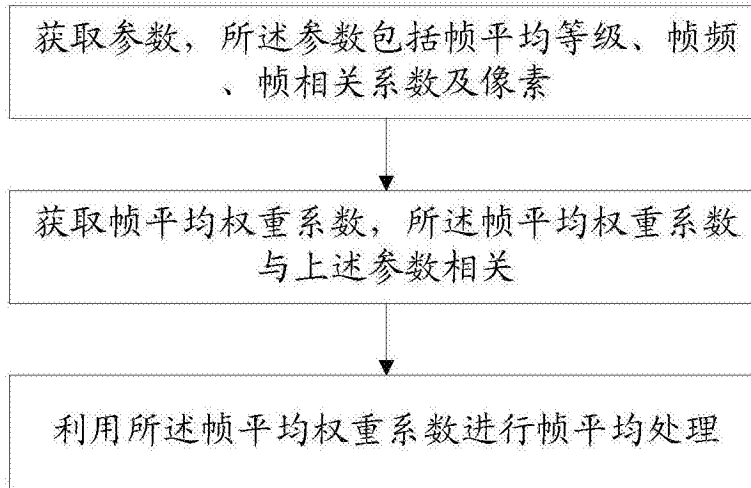 获取参数，所述参数包括帧平均等级、帧频
、帧相关系数及像素
获取帧平均权重系数，所述帧平均权重系数
与上述参数相关
利用所述帧平均权重系数进行帧平均处理